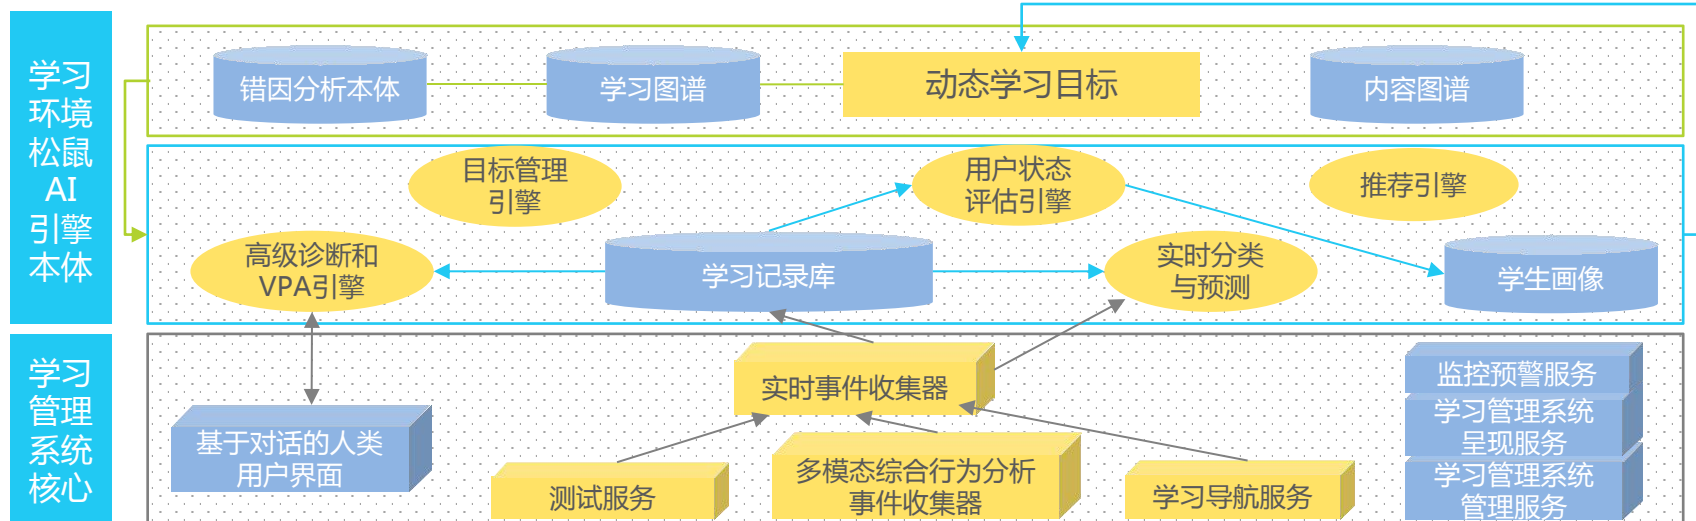 学习
环境
松鼠
AI
引擎
本体
错因分析本体
学习图谱
动态学习目标
内容图谱
目标管理
引擎
用户状态
评估引擎
推荐引擎
高级诊断和
VPA引擎
学习记录库
实时分类
与预测
学生画像
学习
管理
系统
核心
实时事件收集器
监控预警服务
学习管理系统
呈现服务
学习管理系统
管理服务
基于对话的人类
用户界面
测试服务
多模态综合行为分析
事件收集器
学习导航服务